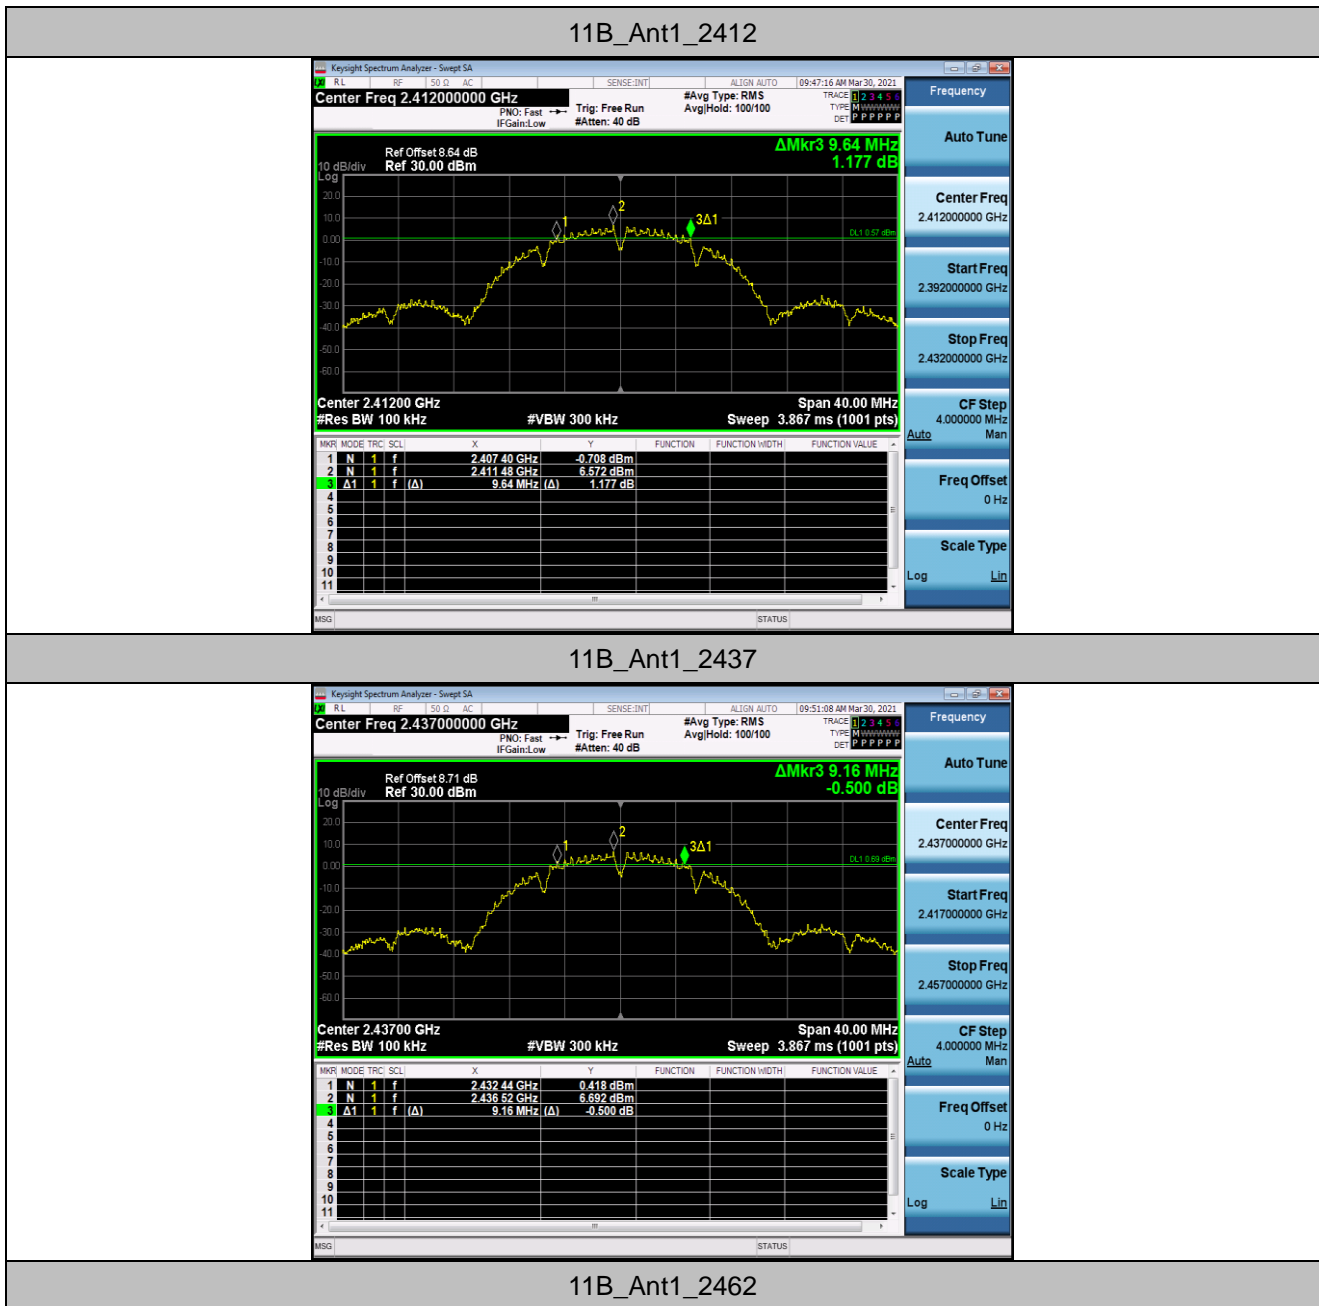 11B_Ant1_2412
Keysight Spectrum Analyzer - Swept SA
RL RF 50 Ω AC SENSE:INT ALIGN AUTO 09:47:16 AM Mar 30, 2021
Center Freq 2.412000000 GHz
PNO: Fast
IFGain:Low
Trig: Free Run
#Atten: 40 dB
#Avg Type: RMS
Avg|Hold: 100/100
TRACE 1 2 3 4 5 6
TYPE M WWWWW
DET P P P P P P
Frequency
Auto Tune
ΔMkr3 9.64 MHz
1.177 dB
Ref Offset 8.64 dB
10 dB/div Ref 30.00 dBm
Log
20.0
10.0
0.00
-10.0
-20.0
-30.0
-40.0
-50.0
-60.0
1
2
3Δ1
DL1 0.57 dBm
Center 2.41200 GHz Span 40.00 MHz
#Res BW 100 kHz #VBW 300 kHz Sweep 3.867 ms (1001 pts)
Center Freq
2.412000000 GHz
Start Freq
2.392000000 GHz
Stop Freq
2.432000000 GHz
CF Step
4.000000 MHz
Auto Man
Freq Offset
0 Hz
Scale Type
Log Lin
MKR MODE TRC SCL X Y FUNCTION FUNCTION WIDTH FUNCTION VALUE
1 N 1 f 2.407 40 GHz -0.708 dBm
2 N 1 f 2.411 48 GHz 6.572 dBm
3 Δ1 1 f (Δ) 9.64 MHz (Δ) 1.177 dB
4
5
6
7
8
9
10
11
MSG STATUS
11B_Ant1_2437
Keysight Spectrum Analyzer - Swept SA
RL RF 50 Ω AC SENSE:INT ALIGN AUTO 09:51:08 AM Mar 30, 2021
Center Freq 2.437000000 GHz
PNO: Fast
IFGain:Low
Trig: Free Run
#Atten: 40 dB
#Avg Type: RMS
Avg|Hold: 100/100
TRACE 1 2 3 4 5 6
TYPE M WWWWW
DET P P P P P P
Frequency
Auto Tune
ΔMkr3 9.16 MHz
-0.500 dB
Ref Offset 8.71 dB
10 dB/div Ref 30.00 dBm
Log
20.0
10.0
0.00
-10.0
-20.0
-30.0
-40.0
-50.0
-60.0
1
2
3Δ1
DL1 0.69 dBm
Center 2.43700 GHz Span 40.00 MHz
#Res BW 100 kHz #VBW 300 kHz Sweep 3.867 ms (1001 pts)
Center Freq
2.437000000 GHz
Start Freq
2.417000000 GHz
Stop Freq
2.457000000 GHz
CF Step
4.000000 MHz
Auto Man
Freq Offset
0 Hz
Scale Type
Log Lin
MKR MODE TRC SCL X Y FUNCTION FUNCTION WIDTH FUNCTION VALUE
1 N 1 f 2.432 44 GHz 0.418 dBm
2 N 1 f 2.436 52 GHz 6.692 dBm
3 Δ1 1 f (Δ) 9.16 MHz (Δ) -0.500 dB
4
5
6
7
8
9
10
11
MSG STATUS
11B_Ant1_2462